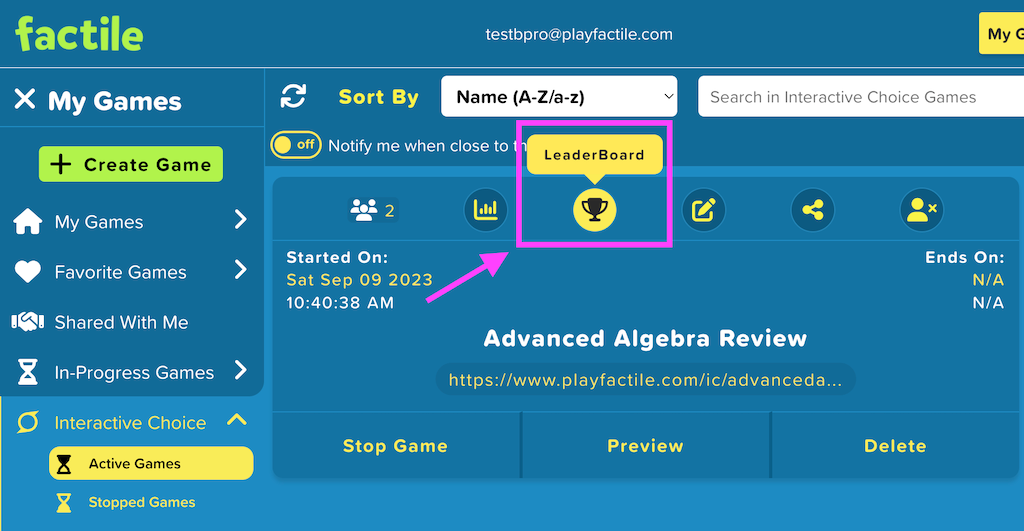 factile
testbpro@playfactile.com
My G
My Games
Sort By
Name (A-Z/a-z)
Search in Interactive Choice Games
off Notify me when close to th
LeaderBoard
+ Create Game
My Games
Favorite Games
Shared With Me
In-Progress Games
Interactive Choice
Active Games
Stopped Games
2
Started On:
Sat Sep 09 2023
10:40:38 AM
Ends On:
N/A
N/A
Advanced Algebra Review
https://www.playfactile.com/ic/advanceda...
Stop Game
Preview
Delete